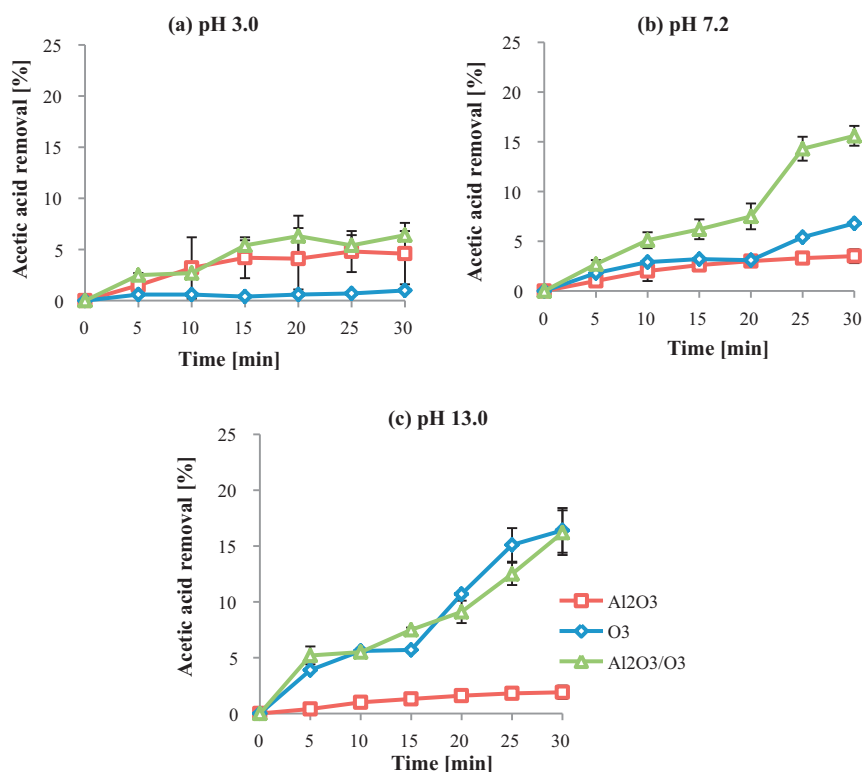 (a) pH 3.0
Acetic acid removal [%]
25
20
15
10
5
0
0 5 10 15 20 25 30
Time [min]
(b) pH 7.2
Acetic acid removal [%]
25
20
15
10
5
0
0 5 10 15 20 25 30
Time [min]
(c) pH 13.0
Acetic acid removal [%]
25
20
15
10
5
0
0 5 10 15 20 25 30
Time [min]
Al2O3
O3
Al2O3/O3